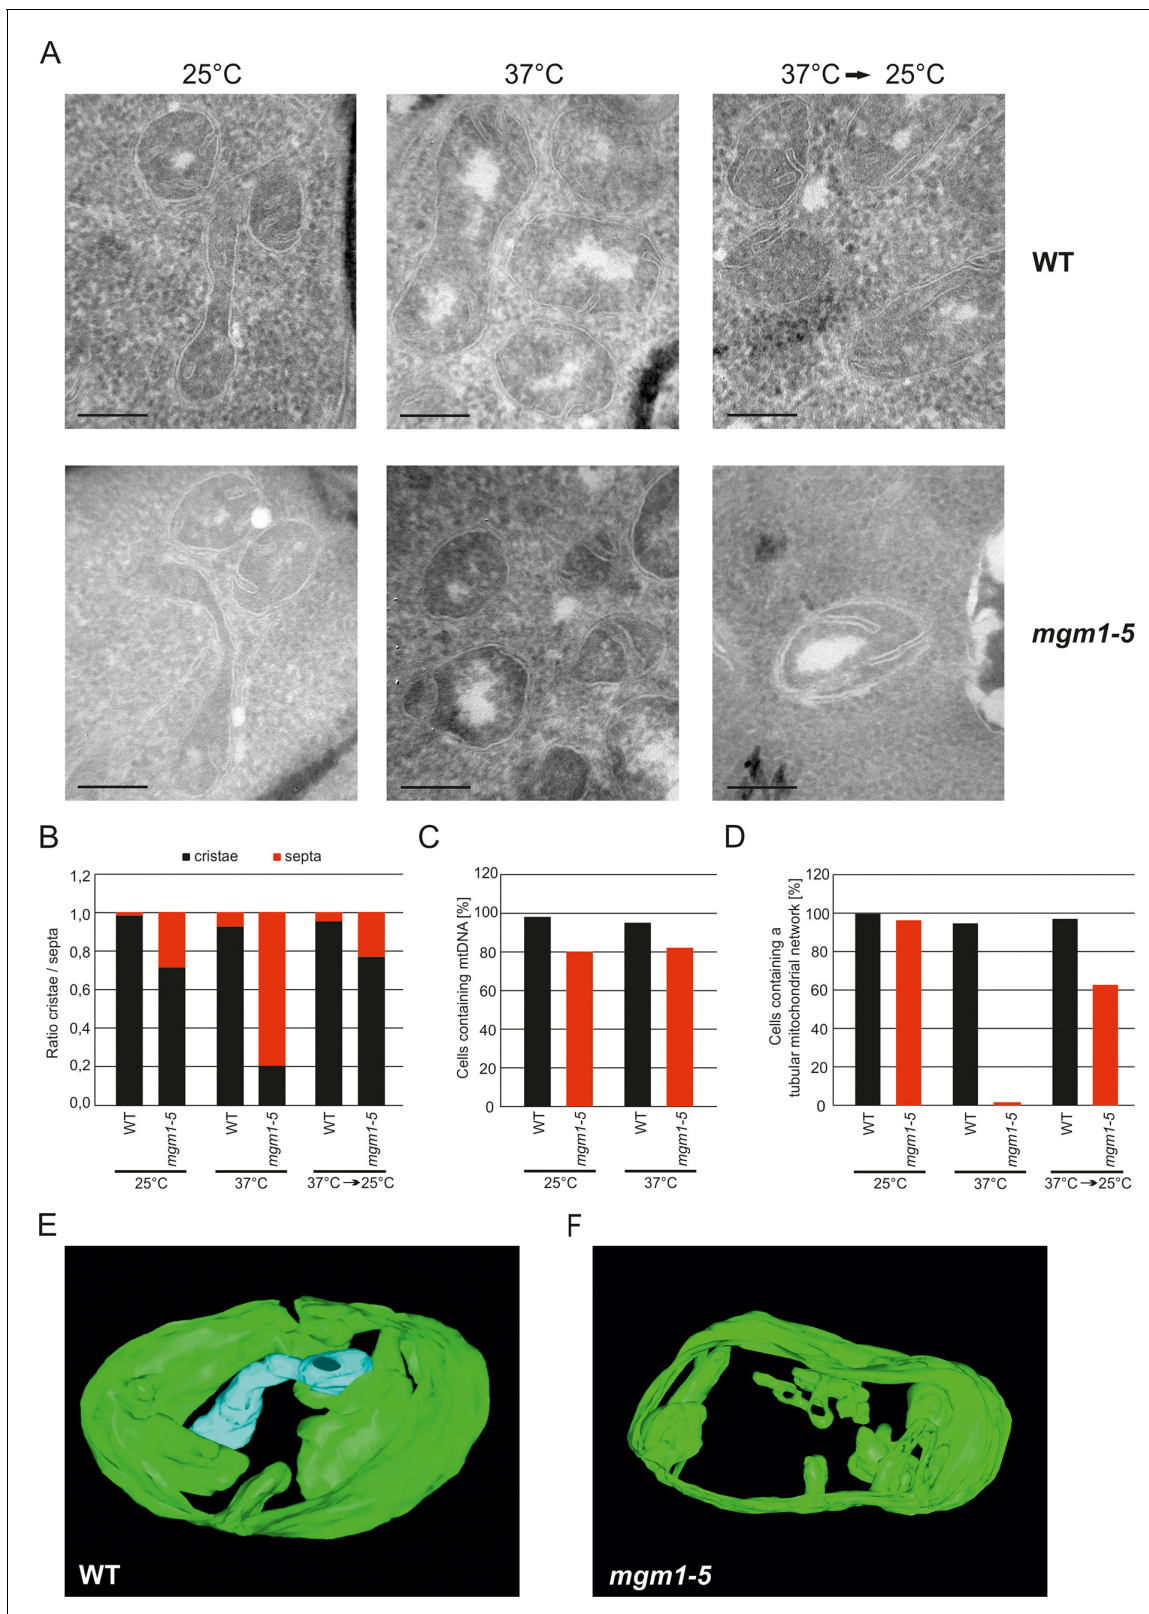 A
25°C
37°C
37°C → 25°C
WT
mgm1-5
B
cristae
septa
Ratio cristae / septa
1,2
1,0
0,8
0,6
0,4
0,2
0,0
WT
mgm1-5
WT
mgm1-5
WT
mgm1-5
25°C
37°C
37°C → 25°C
C
Cells containing mtDNA [%]
120
100
80
60
40
20
0
WT
mgm1-5
WT
mgm1-5
25°C
37°C
D
Cells containing a
tubular mitochondrial network [%]
120
100
80
60
40
20
0
WT
mgm1-5
WT
mgm1-5
WT
mgm1-5
25°C
37°C
37°C → 25°C
E
WT
F
mgm1-5